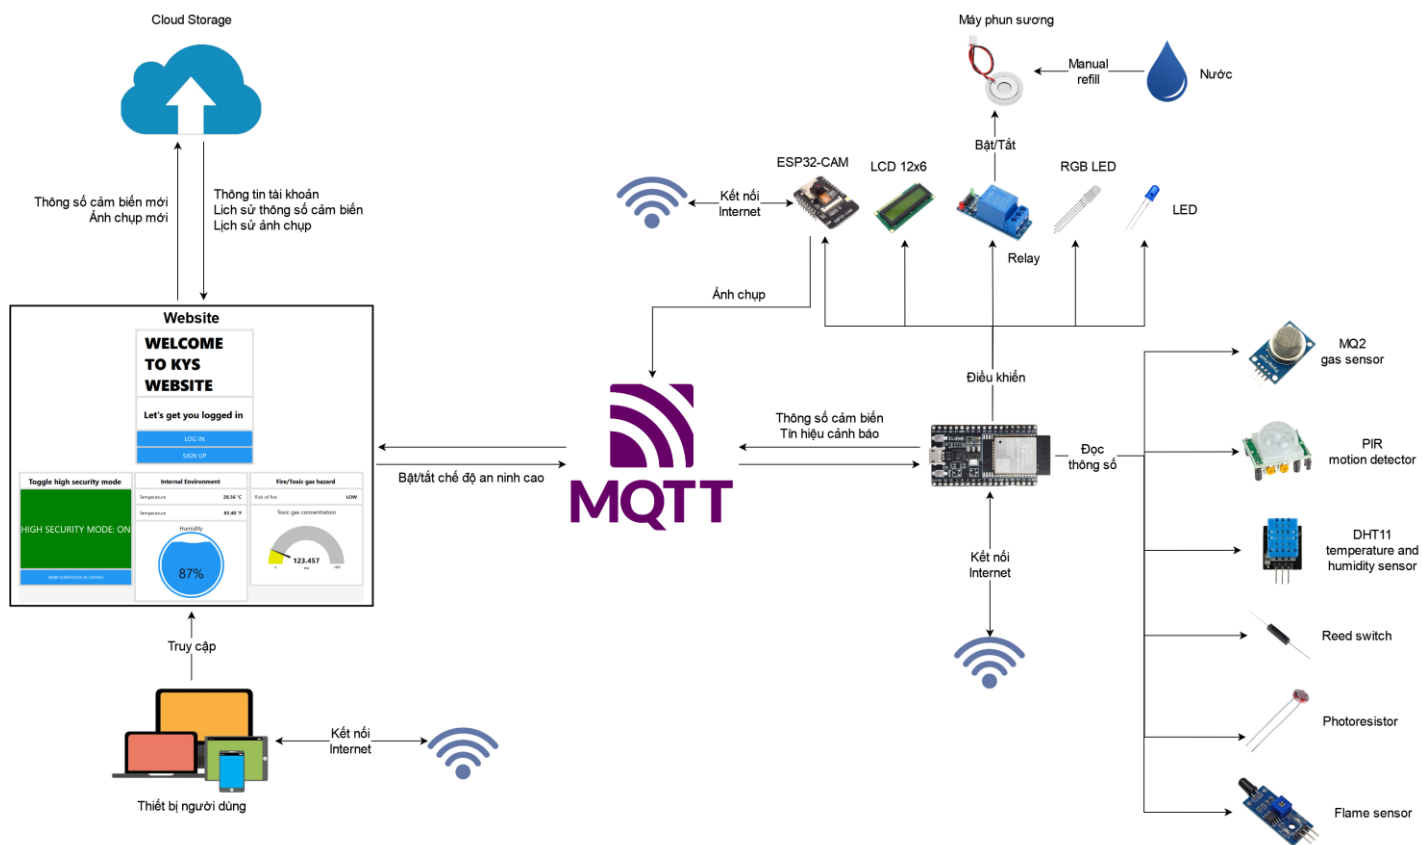 Cloud Storage
Máy phun sương
Manual
refill
Nước
Bật/Tắt
ESP32-CAM
LCD 12x6
RGB LED
LED
Kết nối
Internet
Relay
Thông số cảm biến mới
Ảnh chụp mới
Thông tin tài khoản
Lich sử thông số cảm biến
Lịch sử ảnh chụp
Ảnh chụp
Website
WELCOME
TO KYS
WEBSITE
Let's get you logged in
LOG IN
SIGN UP
Toggle high security mode
HIGH SECURITY MODE: ON
Internal Environment
Temperature
28.56 °C
Temperature
83.40 °F
Humidity
87%
Fire/Toxic gas hazard
Risk of fire
LOW
Toxic gas concentration
123.457
Bật/tắt chế độ an ninh cao
MQTT
Thông số cảm biến
Tín hiệu cảnh báo
Điều khiển
Đọc
thông số
Kết nối
Internet
MQ2
gas sensor
PIR
motion detector
DHT11
temperature and
humidity sensor
Reed switch
Photoresistor
Flame sensor
Truy cập
Kết nối
Internet
Thiết bị người dùng